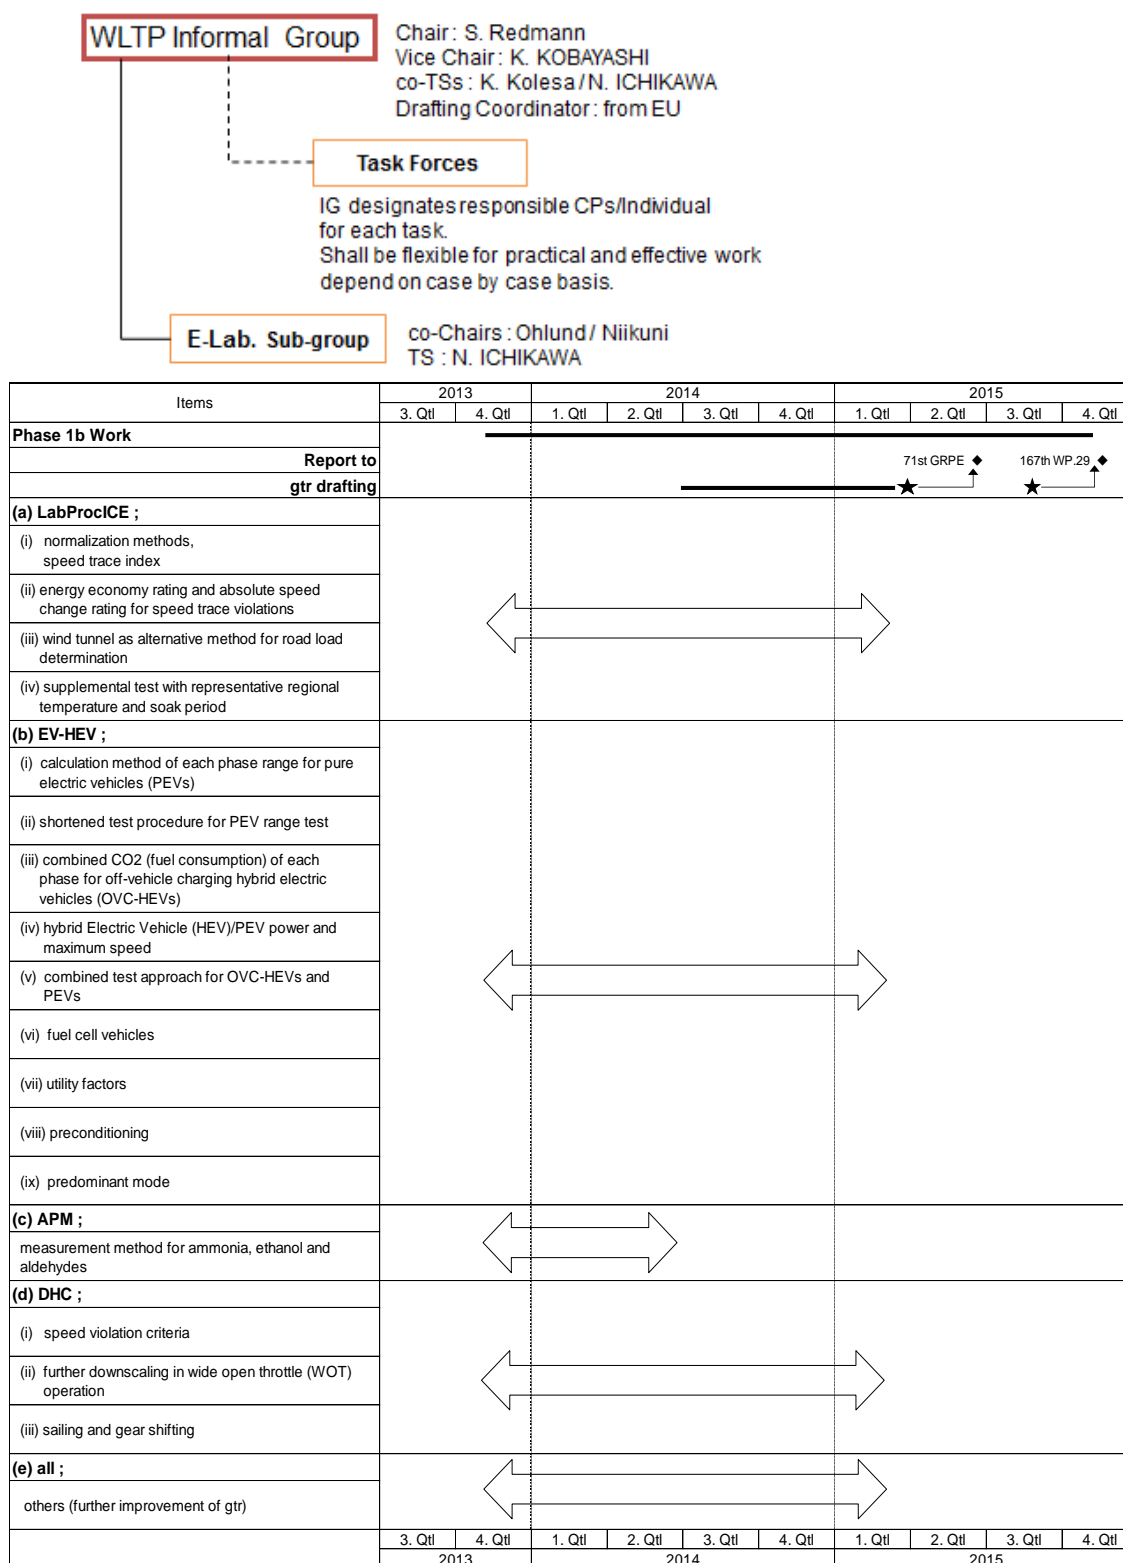 WLTP Informal Group
Chair : S. Redmann
Vice Chair : K. KOBAYASHI
co-TSs : K. Kolesa / N. ICHIKAWA
Drafting Coordinator : from EU
Task Forces
IG designates responsible CPs/Individual
for each task.
Shall be flexible for practical and effective work
depend on case by case basis.
E-Lab. Sub-group
co-Chairs : Ohlund / Niikuni
TS : N. ICHIKAWA
Items 2013 2014 2015
3. Qtl 4. Qtl 1. Qtl 2. Qtl 3. Qtl 4. Qtl 1. Qtl 2. Qtl 3. Qtl 4. Qtl
Phase 1b Work
Report to 71st GRPE 167th WP.29
gtr drafting
(a) LabProcICE ;
(i) normalization methods,
speed trace index
(ii) energy economy rating and absolute speed
change rating for speed trace violations
(iii) wind tunnel as alternative method for road load
determination
(iv) supplemental test with representative regional
temperature and soak period
(b) EV-HEV ;
(i) calculation method of each phase range for pure
electric vehicles (PEVs)
(ii) shortened test procedure for PEV range test
(iii) combined CO2 (fuel consumption) of each
phase for off-vehicle charging hybrid electric
vehicles (OVC-HEVs)
(iv) hybrid Electric Vehicle (HEV)/PEV power and
maximum speed
(v) combined test approach for OVC-HEVs and
PEVs
(vi) fuel cell vehicles
(vii) utility factors
(viii) preconditioning
(ix) predominant mode
(c) APM ;
measurement method for ammonia, ethanol and
aldehydes
(d) DHC ;
(i) speed violation criteria
(ii) further downscaling in wide open throttle (WOT)
operation
(iii) sailing and gear shifting
(e) all ;
others (further improvement of gtr)
3. Qtl 4. Qtl 1. Qtl 2. Qtl 3. Qtl 4. Qtl 1. Qtl 2. Qtl 3. Qtl 4. Qtl
2013 2014 2015